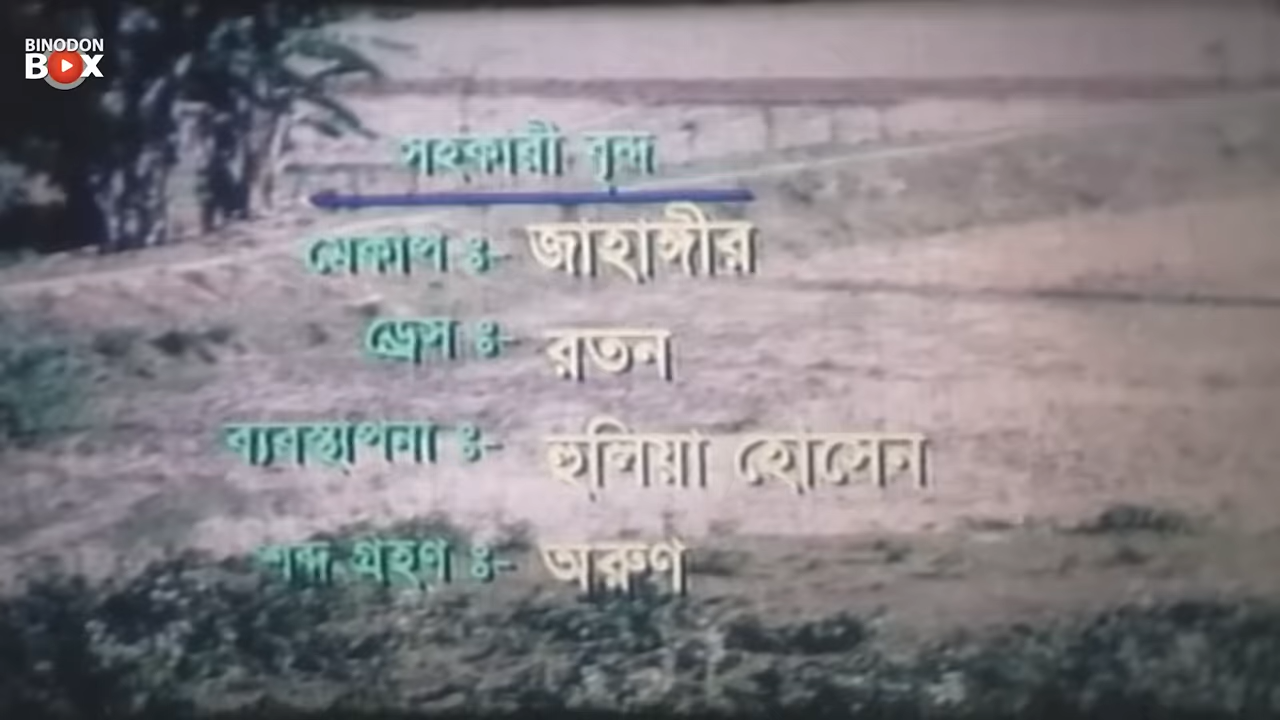 BINODON
BOX
সহকারী বৃন্দ
মেকাপ ঃ- জাহাঙ্গীর
ড্রেস ঃ- রতন
ব্যবস্থাপনা ঃ- হুলিয়া হোসেন
শব্দ গ্রহণ ঃ- অরুণ